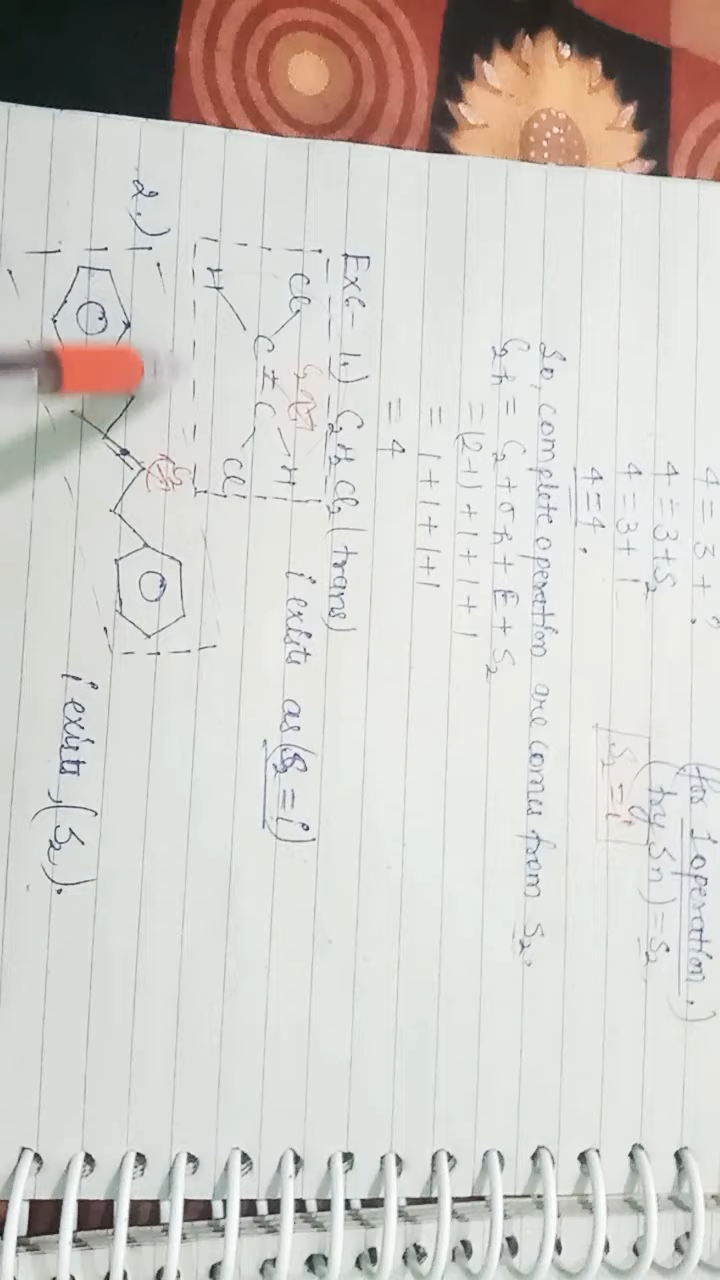 4 = 3 + ?
(for 1 operation.)
4 = 3 + S2
(by Sn) = S2
4 = 3 + 1
S2 = i
4 = 4.
So, complete operation are comes from S2.
C2h = C2 + σh + E + S2
= (2-1) + 1 + 1 + 1
= 1 + 1 + 1 + 1
= 4
Ex6- 1.) C2H2Cl2 (trans)
Cl H
C = C
H Cl
i exists as (S2 = i)
2.)
i exists, (S2).